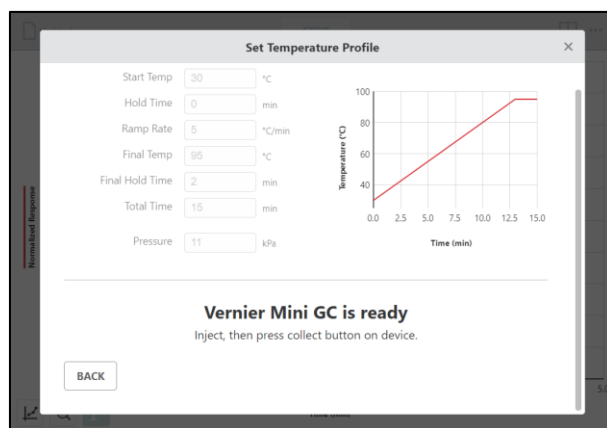 Set Temperature Profile ×
Start Temp 30 °C
Hold Time 0 min
Ramp Rate 5 °C/min
Final Temp 95 °C
Final Hold Time 2 min
Total Time 15 min
Pressure 11 kPa
Temperature (°C)
100
80
60
40
0.0 2.5 5.0 7.5 10.0 12.5 15.0
Time (min)
Normalized Response
Vernier Mini GC is ready
Inject, then press collect button on device.
BACK